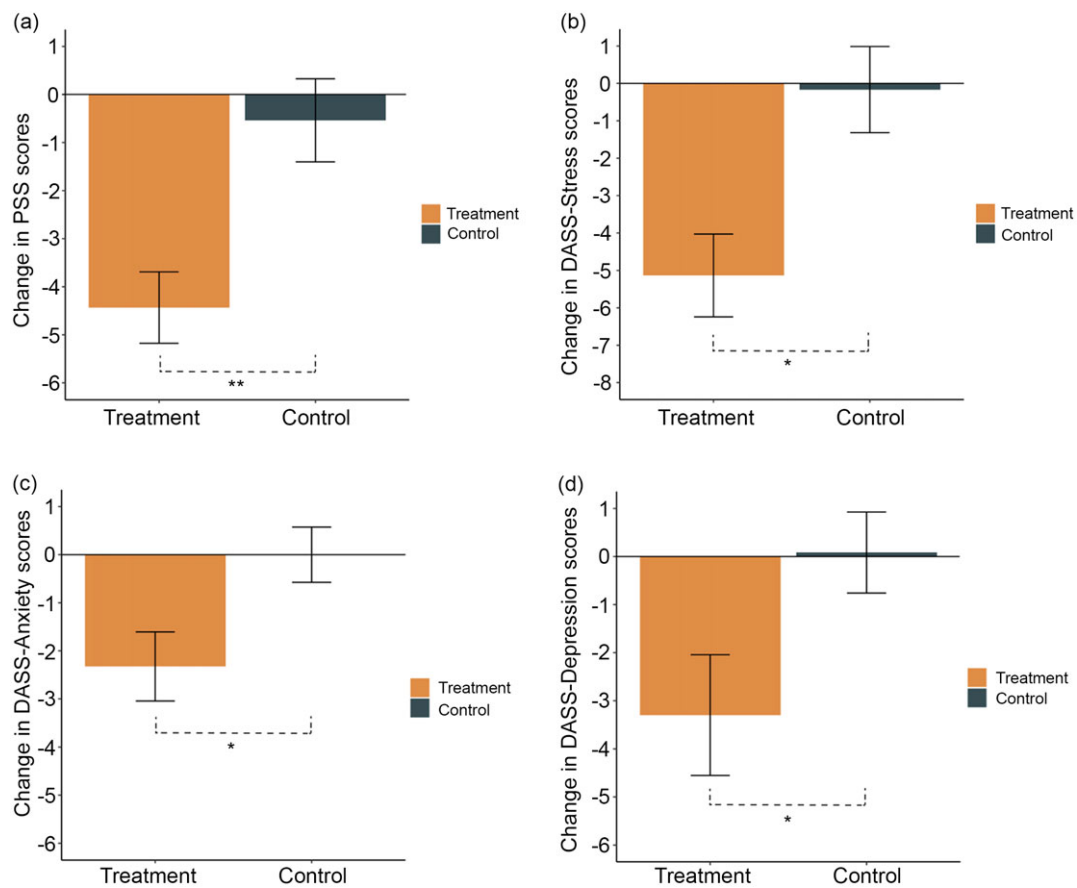 (a)
Change in PSS scores
1
0
-1
-2
-3
-4
-5
-6
**
Treatment
Control
Treatment Control
(b)
Change in DASS-Stress scores
1
0
-1
-2
-3
-4
-5
-6
-7
-8
*
Treatment
Control
Treatment Control
(c)
Change in DASS-Anxiety scores
1
0
-1
-2
-3
-4
-5
-6
*
Treatment
Control
Treatment Control
(d)
Change in DASS-Depression scores
1
0
-1
-2
-3
-4
-5
-6
*
Treatment
Control
Treatment Control